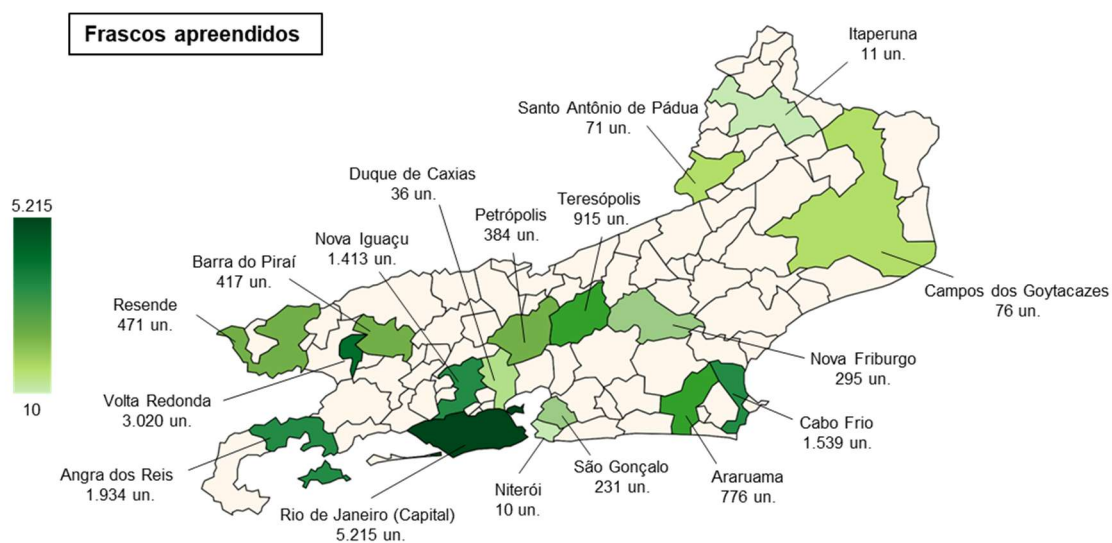 Frascos apreendidos
Itaperuna
11 un.
Santo Antônio de Pádua
71 un.
Duque de Caxias
36 un.
Teresópolis
915 un.
Petrópolis
384 un.
Nova Iguaçu
1.413 un.
Barra do Piraí
417 un.
Resende
471 un.
5.215
10
Campos dos Goytacazes
76 un.
Nova Friburgo
295 un.
Volta Redonda
3.020 un.
Cabo Frio
1.539 un.
Angra dos Reis
1.934 un.
São Gonçalo
231 un.
Araruama
776 un.
Niterói
10 un.
Rio de Janeiro (Capital)
5.215 un.